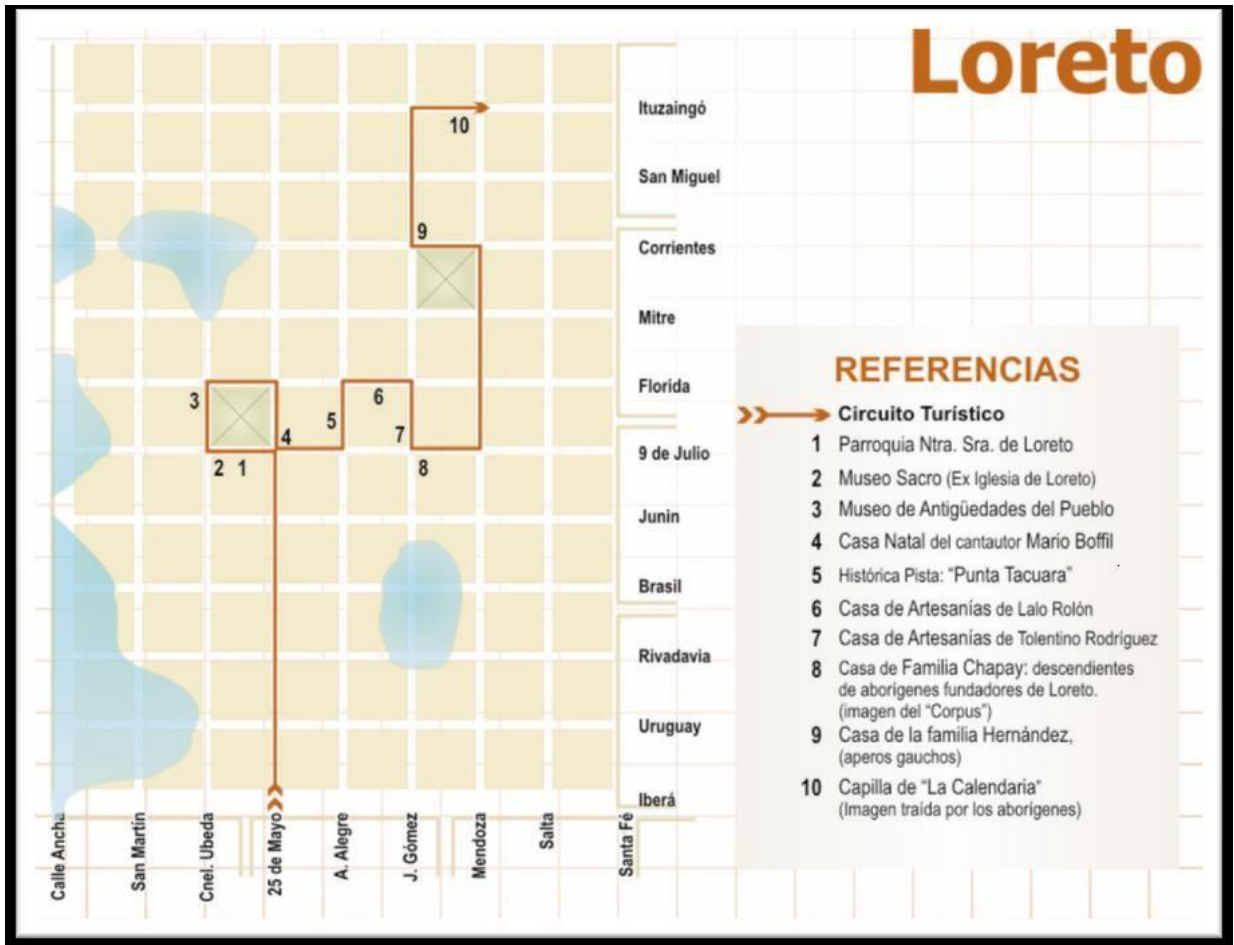 Loreto
10
Ituzaingó
San Miguel
9
Corrientes
Mitre
Florida
3
6
5
4
7
2 1
8
9 de Julio
Junin
Brasil
Rivadavia
Uruguay
Iberá
Calle Ancha
San Martín
Cnel. Ubeda
25 de Mayo
A. Alegre
J. Gómez
Mendoza
Salta
Santa Fé
REFERENCIAS
Circuito Turístico
1 Parroquia Ntra. Sra. de Loreto
2 Museo Sacro (Ex Iglesia de Loreto)
3 Museo de Antigüedades del Pueblo
4 Casa Natal del cantautor Mario Boffil
5 Histórica Pista: "Punta Tacuara"
6 Casa de Artesanías de Lalo Rolón
7 Casa de Artesanías de Tolentino Rodríguez
8 Casa de Familia Chapay: descendientes
de aborígenes fundadores de Loreto.
(imagen del "Corpus")
9 Casa de la familia Hernández,
(aperos gauchos)
10 Capilla de "La Calendaria"
(Imagen traída por los aborígenes)